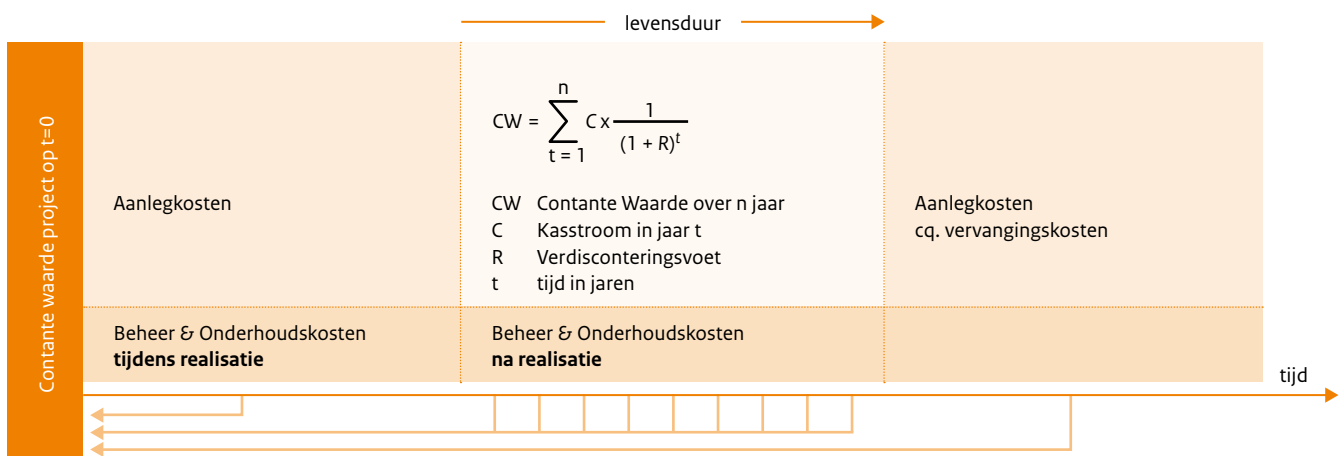 levensduur
Contante waarde project op t=0
Aanlegkosten
CW = n ∑ t = 1 C x 1 / (1 + R)^t
CW Contante Waarde over n jaar
C Kasstroom in jaar t
R Verdisconteringsvoet
t tijd in jaren
Aanlegkosten
cq. vervangingskosten
Beheer & Onderhoudskosten
tijdens realisatie
Beheer & Onderhoudskosten
na realisatie
tijd